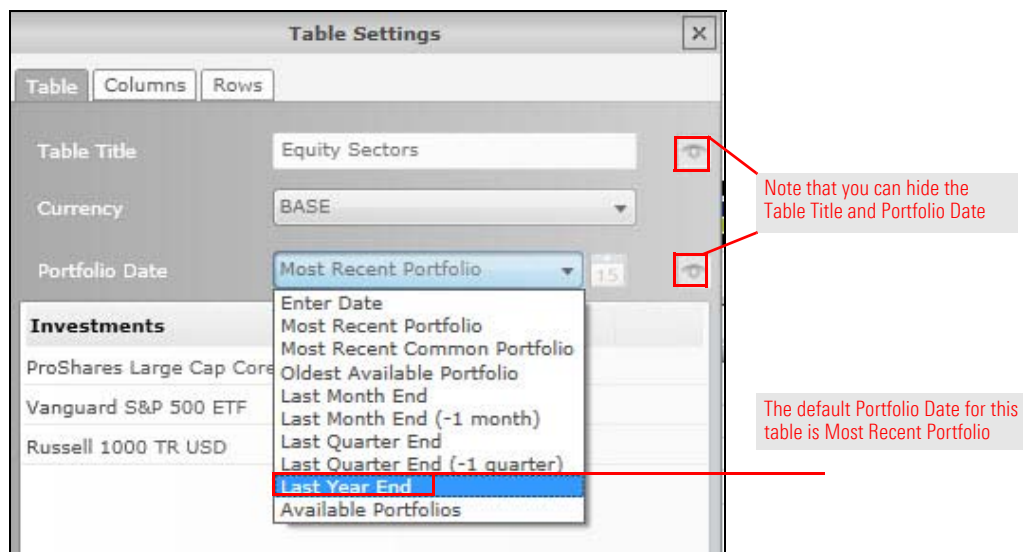 Table Settings
Table Columns Rows
Table Title
Equity Sectors
Currency
BASE
Portfolio Date
Most Recent Portfolio
15
Enter Date
Most Recent Portfolio
Most Recent Common Portfolio
Oldest Available Portfolio
Last Month End
Last Month End (-1 month)
Last Quarter End
Last Quarter End (-1 quarter)
Last Year End
Available Portfolios
Investments
ProShares Large Cap Core
Vanguard S&P 500 ETF
Russell 1000 TR USD
Note that you can hide the
Table Title and Portfolio Date
The default Portfolio Date for this
table is Most Recent Portfolio